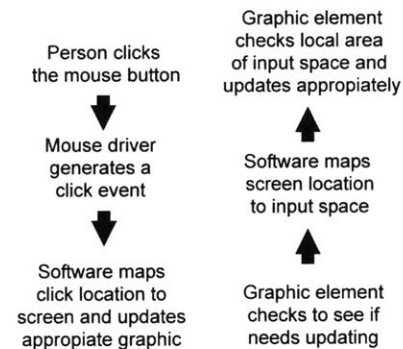 Person clicks
the mouse button
Mouse driver
generates a
click event
Software maps
click location to
screen and updates
appropiate graphic
Graphic element
checks local area
of input space and
updates appropiately
Software maps
screen location
to input space
Graphic element
checks to see if
needs updating